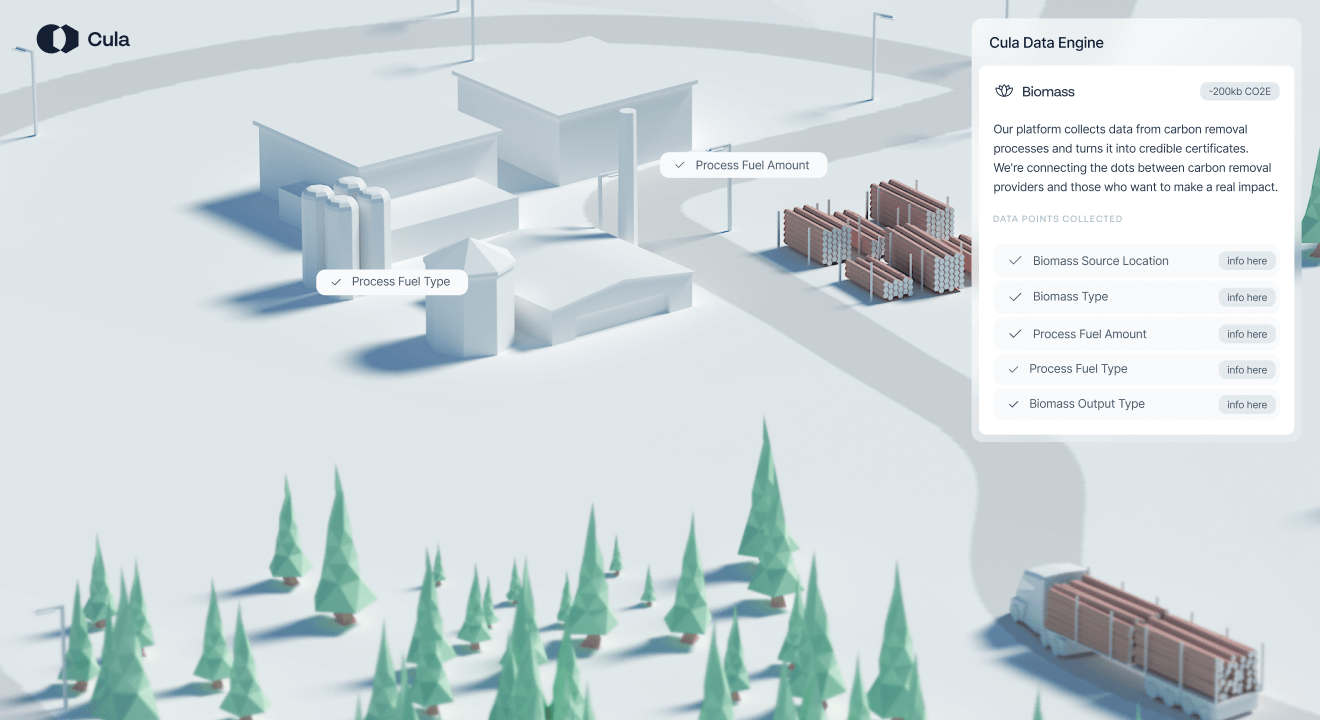 Cula
Process Fuel Amount
Process Fuel Type
Cula Data Engine
Biomass
-200kb CO2E
Our platform collects data from carbon removal
processes and turns it into credible certificates.
We're connecting the dots between carbon removal
providers and those who want to make a real impact.
DATA POINTS COLLECTED
Biomass Source Location info here
Biomass Type info here
Process Fuel Amount info here
Process Fuel Type info here
Biomass Output Type info here